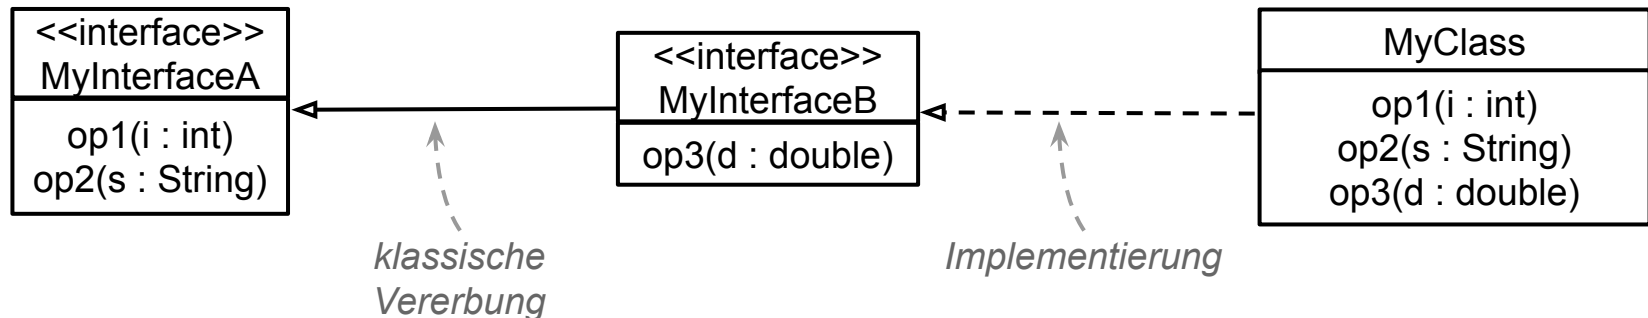 <<interface>>
MyInterfaceA
op1(i : int)
op2(s : String)
<<interface>>
MyInterfaceB
op3(d : double)
MyClass
op1(i : int)
op2(s : String)
op3(d : double)
klassische
Vererbung
Implementierung